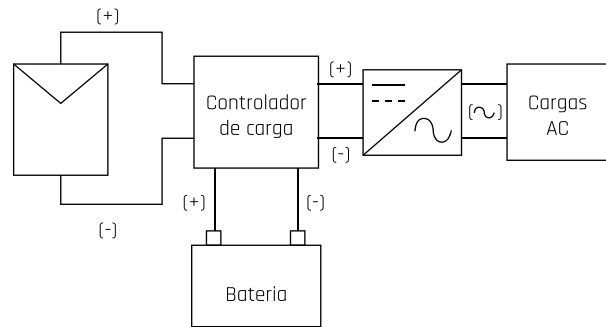 (+)
Controlador
de carga
(+)
(~)
Cargas
AC
(-)
(-)
(+)
(-)
Bateria